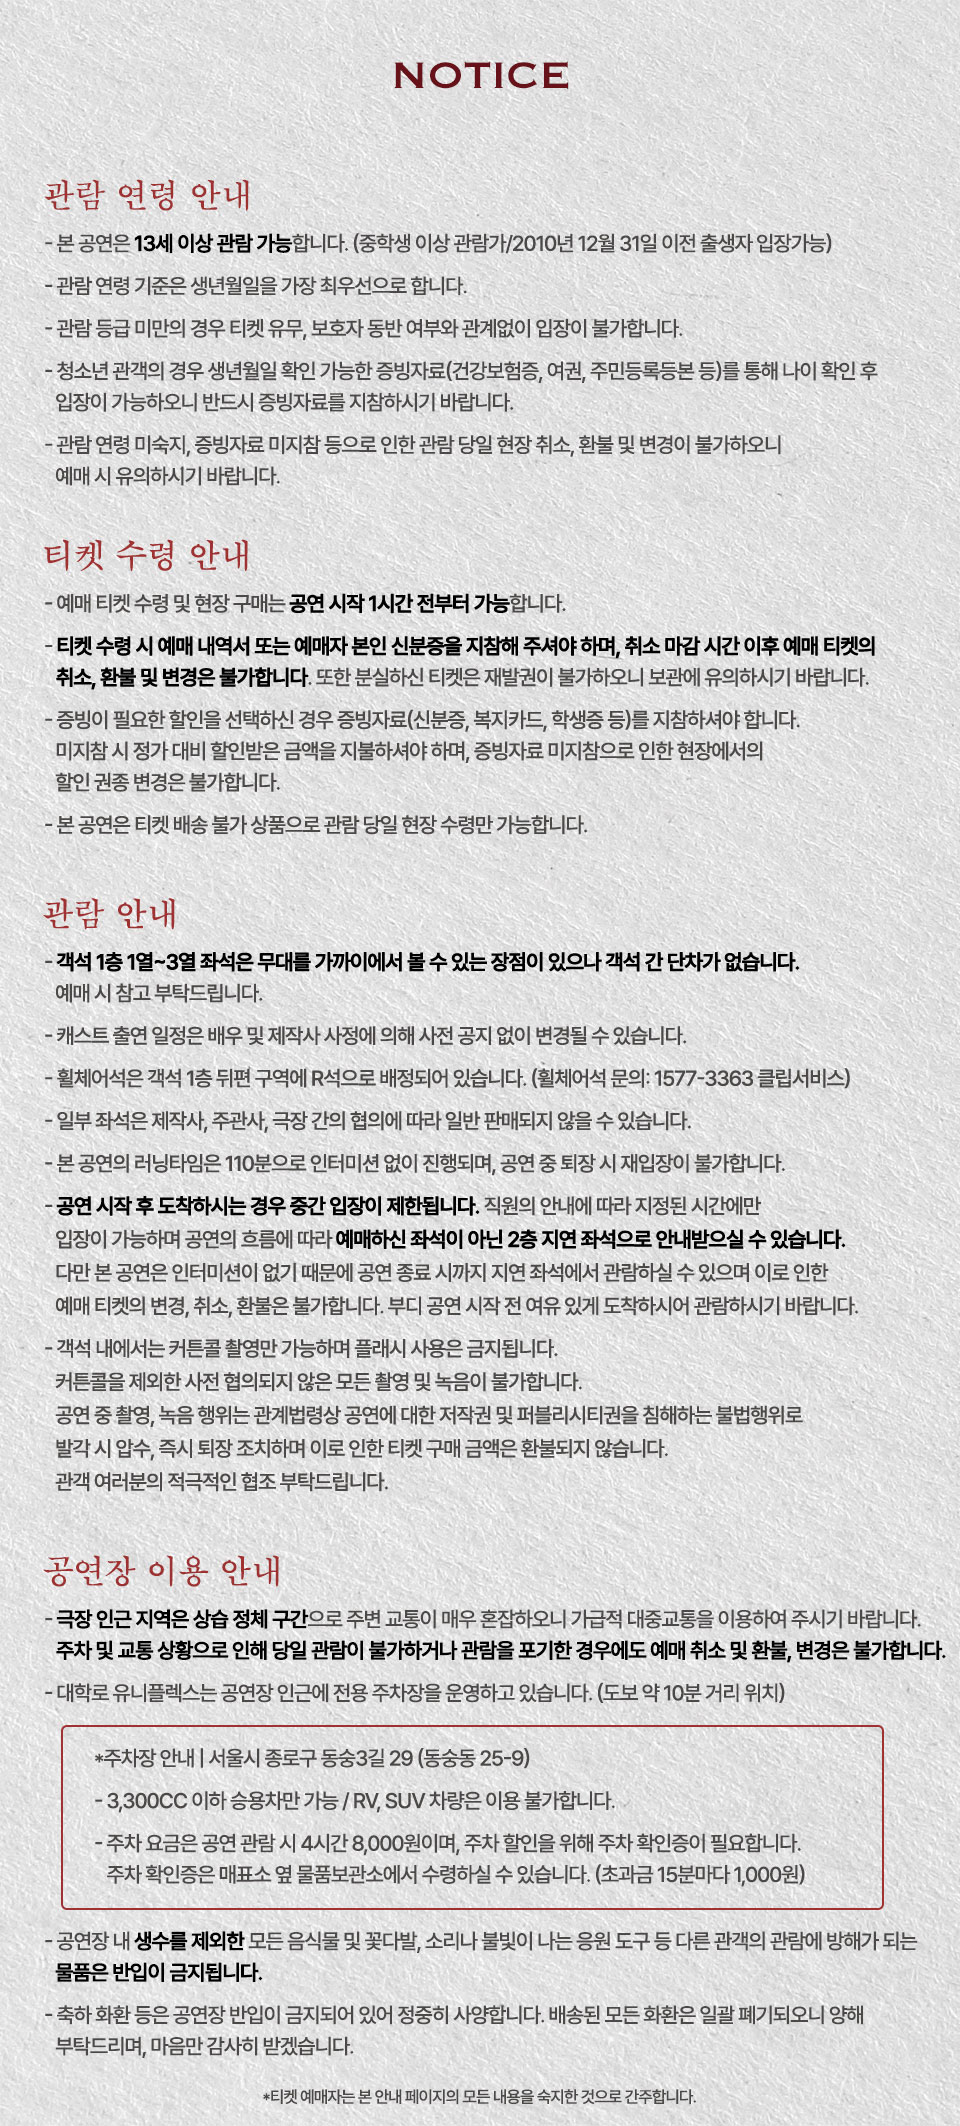 NOTICE
관람 연령 안내
- 본 공연은 13세 이상 관람 가능합니다. (중학생 이상 관람가/2010년 12월 31일 이전 출생자 입장가능)
- 관람 연령 기준은 생년월일을 가장 최우선으로 합니다.
- 관람 등급 미만의 경우 티켓 유무, 보호자 동반 여부와 관계없이 입장이 불가합니다.
- 청소년 관객의 경우 생년월일 확인 가능한 증빙자료(건강보험증, 여권, 주민등록등본 등)를 통해 나이 확인 후
입장이 가능하오니 반드시 증빙자료를 지참하시기 바랍니다.
- 관람 연령 미숙지, 증빙자료 미지참 등으로 인한 관람 당일 현장 취소, 환불 및 변경이 불가하오니
예매 시 유의하시기 바랍니다.
티켓 수령 안내
- 예매 티켓 수령 및 현장 구매는 공연 시작 1시간 전부터 가능합니다.
- 티켓 수령 시 예매 내역서 또는 예매자 본인 신분증을 지참해 주셔야 하며, 취소 마감 시간 이후 예매 티켓의
취소, 환불 및 변경은 불가합니다. 또한 분실하신 티켓은 재발권이 불가하오니 보관에 유의하시기 바랍니다.
- 증빙이 필요한 할인을 선택하신 경우 증빙자료(신분증, 복지카드, 학생증 등)를 지참하셔야 합니다.
미지참 시 정가 대비 할인받은 금액을 지불하셔야 하며, 증빙자료 미지참으로 인한 현장에서의
할인 권종 변경은 불가합니다.
- 본 공연은 티켓 배송 불가 상품으로 관람 당일 현장 수령만 가능합니다.
관람 안내
- 객석 1층 1열~3열 좌석은 무대를 가까이에서 볼 수 있는 장점이 있으나 객석 간 단차가 없습니다.
예매 시 참고 부탁드립니다.
- 캐스트 출연 일정은 배우 및 제작사 사정에 의해 사전 공지 없이 변경될 수 있습니다.
- 휠체어석은 객석 1층 뒤편 구역에 R석으로 배정되어 있습니다. (휠체어석 문의: 1577-3363 클립서비스)
- 일부 좌석은 제작사, 주관사, 극장 간의 협의에 따라 일반 판매되지 않을 수 있습니다.
- 본 공연의 러닝타임은 110분으로 인터미션 없이 진행되며, 공연 중 퇴장 시 재입장이 불가합니다.
- 공연 시작 후 도착하시는 경우 중간 입장이 제한됩니다. 직원의 안내에 따라 지정된 시간에만
입장이 가능하며 공연의 흐름에 따라 예매하신 좌석이 아닌 2층 지연 좌석으로 안내받으실 수 있습니다.
다만 본 공연은 인터미션이 없기 때문에 공연 종료 시까지 지연 좌석에서 관람하실 수 있으며 이로 인한
예매 티켓의 변경, 취소, 환불은 불가합니다. 부디 공연 시작 전 여유 있게 도착하시어 관람하시기 바랍니다.
- 객석 내에서는 커튼콜 촬영만 가능하며 플래시 사용은 금지됩니다.
커튼콜을 제외한 사전 협의되지 않은 모든 촬영 및 녹음이 불가합니다.
공연 중 촬영, 녹음 행위는 관계법령상 공연에 대한 저작권 및 퍼블리시티권을 침해하는 불법행위로
발각 시 압수, 즉시 퇴장 조치하며 이로 인한 티켓 구매 금액은 환불되지 않습니다.
관객 여러분의 적극적인 협조 부탁드립니다.
공연장 이용 안내
- 극장 인근 지역은 상습 정체 구간으로 주변 교통이 매우 혼잡하오니 가급적 대중교통을 이용하여 주시기 바랍니다.
주차 및 교통 상황으로 인해 당일 관람이 불가하거나 관람을 포기한 경우에도 예매 취소 및 환불, 변경은 불가합니다.
- 대학로 유니플렉스는 공연장 인근에 전용 주차장을 운영하고 있습니다. (도보 약 10분 거리 위치)
*주차장 안내 | 서울시 종로구 동숭3길 29 (동숭동 25-9)
- 3,300CC 이하 승용차만 가능 / RV, SUV 차량은 이용 불가합니다.
- 주차 요금은 공연 관람 시 4시간 8,000원이며, 주차 할인을 위해 주차 확인증이 필요합니다.
주차 확인증은 매표소 옆 물품보관소에서 수령하실 수 있습니다. (초과금 15분마다 1,000원)
- 공연장 내 생수를 제외한 모든 음식물 및 꽃다발, 소리나 불빛이 나는 응원 도구 등 다른 관객의 관람에 방해가 되는
물품은 반입이 금지됩니다.
- 축하 화환 등은 공연장 반입이 금지되어 있어 정중히 사양합니다. 배송된 모든 화환은 일괄 폐기되오니 양해
부탁드리며, 마음만 감사히 받겠습니다.
*티켓 예매자는 본 안내 페이지의 모든 내용을 숙지한 것으로 간주합니다.